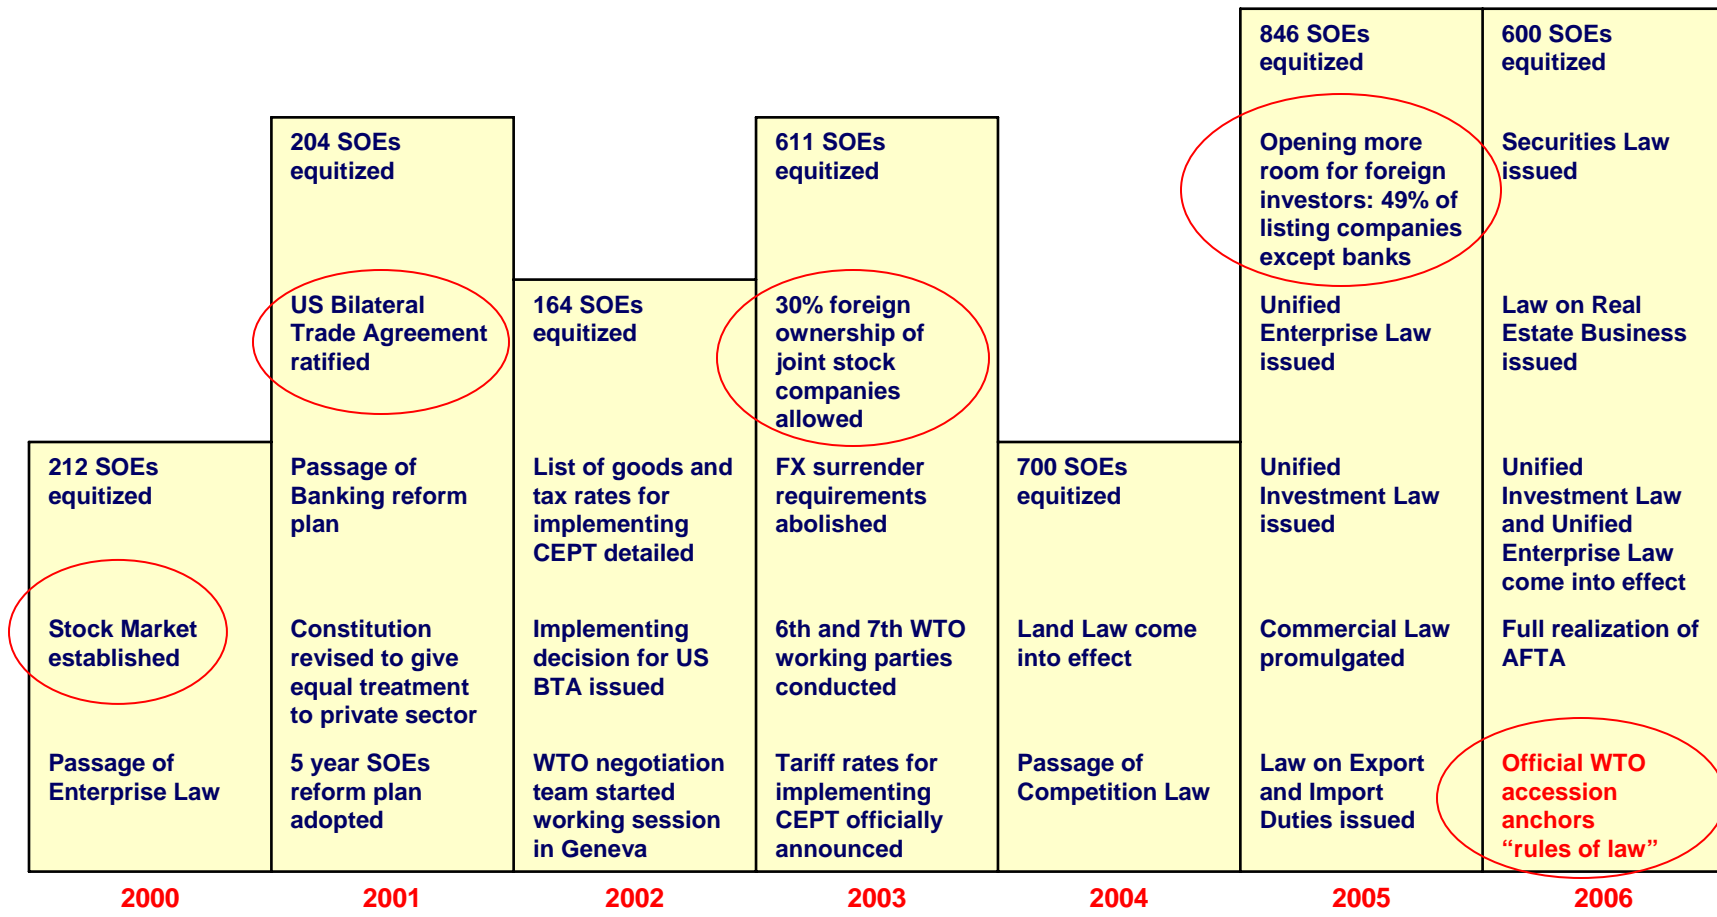 212 SOEs
equitized
Stock Market
established
Passage of
Enterprise Law
2000
204 SOEs
equitized
US Bilateral
Trade Agreement
ratified
Passage of
Banking reform
plan
Constitution
revised to give
equal treatment
to private sector
5 year SOEs
reform plan
adopted
2001
164 SOEs
equitized
List of goods and
tax rates for
implementing
CEPT detailed
Implementing
decision for US
BTA issued
WTO negotiation
team started
working session
in Geneva
2002
611 SOEs
equitized
30% foreign
ownership of
joint stock
companies
allowed
FX surrender
requirements
abolished
6th and 7th WTO
working parties
conducted
Tariff rates for
implementing
CEPT officially
announced
2003
700 SOEs
equitized
Land Law come
into effect
Passage of
Competition Law
2004
846 SOEs
equitized
Opening more
room for foreign
investors: 49% of
listing companies
except banks
Unified
Enterprise Law
issued
Unified
Investment Law
issued
Commercial Law
promulgated
Law on Export
and Import
Duties issued
2005
600 SOEs
equitized
Securities Law
issued
Law on Real
Estate Business
issued
Unified
Investment Law
and Unified
Enterprise Law
come into effect
Full realization of
AFTA
Official WTO
accession
anchors
“rules of law”
2006